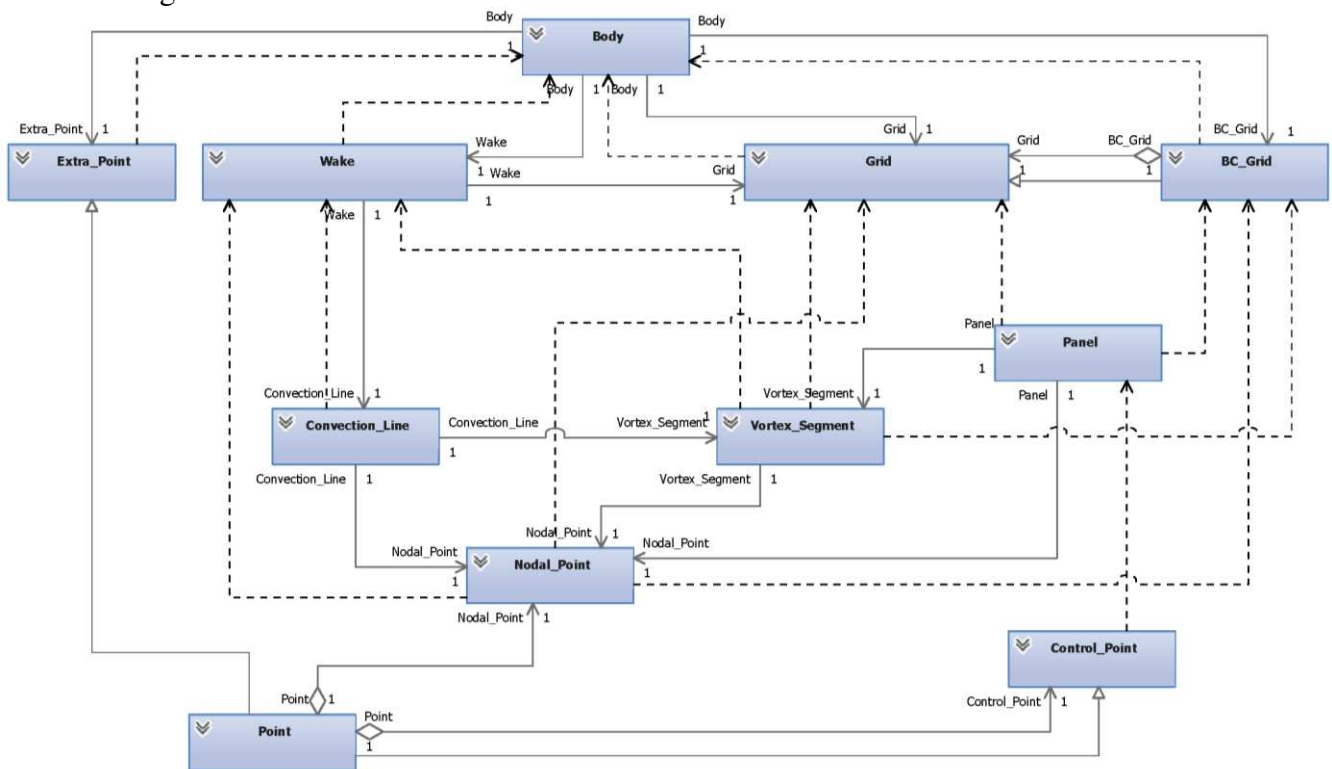 Body
Body
1
Body
1
Body
1
Body
1
Extra_Point
1
Wake
Grid
1
Grid
BC_Grid
BC_Grid
1
Extra_Point
Wake
Grid
BC_Grid
1
Wake
Grid
1
1
1
1
Wake
1
Panel
Panel
Convection_Line
1
Vortex_Segment
1
1
Panel
1
Convection_Line
Convection_Line
Vortex_Segment
1
Vortex_Segment
1
Convection_Line
1
Vortex_Segment
1
Nodal_Point
1
Nodal_Point
Nodal_Point
Nodal_Point
1
1
Nodal_Point
1
Control_Point
Point
1
Point
Control_Point
1
Point
1